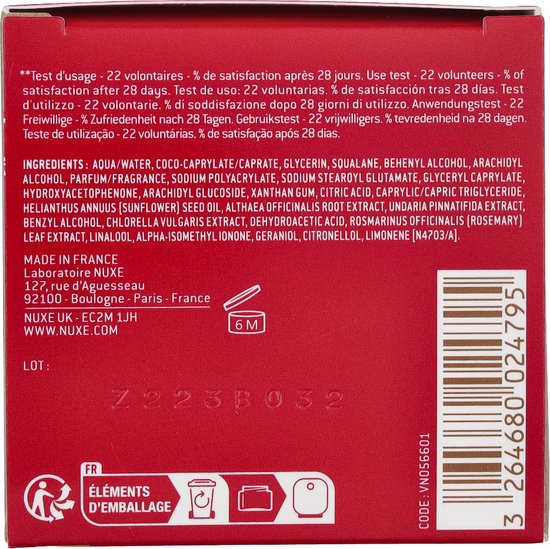 **Test d'usage - 22 volontaires - % de satisfaction après 28 jours. Use test - 22 volunteers - % of
satisfaction after 28 days. Test de uso: 22 voluntarias. % de satisfacción tras 28 días. Test
d'utilizzo - 22 volontarie. % di soddisfazione dopo 28 giorni di utilizzo. Anwendungstest - 22
Freiwillige - % Zufriedenheit nach 28 Tagen. Gebruikstest - 22 vrijwilligers. % tevredenheid na 28 dagen.
Teste de utilização - 22 voluntárias. % de satisfação após 28 dias.
INGREDIENTS : AQUA/WATER, COCO-CAPRYLATE/CAPRATE, GLYCERIN, SQUALANE, BEHENYL ALCOHOL, ARACHIDYL
ALCOHOL, PARFUM/FRAGRANCE, SODIUM POLYACRYLATE, SODIUM STEAROYL GLUTAMATE, GLYCERYL CAPRYLATE,
HYDROXYACETOPHENONE, ARACHIDYL GLUCOSIDE, XANTHAN GUM, CITRIC ACID, CAPRYLIC/CAPRIC TRIGLYCERIDE,
HELIANTHUS ANNUUS (SUNFLOWER) SEED OIL, ALTHAEA OFFICINALIS ROOT EXTRACT, UNDARIA PINNATIFIDA EXTRACT,
BENZYL ALCOHOL, CHLORELLA VULGARIS EXTRACT, DEHYDROACETIC ACID, ROSMARINUS OFFICINALIS (ROSEMARY)
LEAF EXTRACT, LINALOOL, ALPHA-ISOMETHYL IONONE, GERANIOL, CITRONELLOL, LIMONENE [N4703/A].
MADE IN FRANCE
Laboratoire NUXE
127, rue d'Aguesseau
92100 - Boulogne - Paris - France
NUXE UK - EC2M 1JH
WWW.NUXE.COM
6 M
LOT :
Z223B032
FR
ÉLÉMENTS
D'EMBALLAGE
CODE : VN056601
3 264680 024795